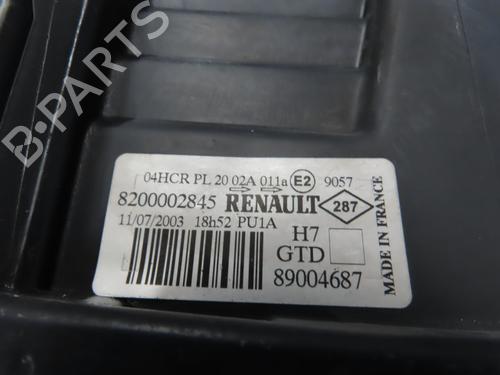 B-PARTS
04HCR PL 20 02A 011a E2 9057
8200002845 RENAULT 287
11/07/2003 18h52 PU1A
H7
GTD
89004687
MADE IN FRANCE